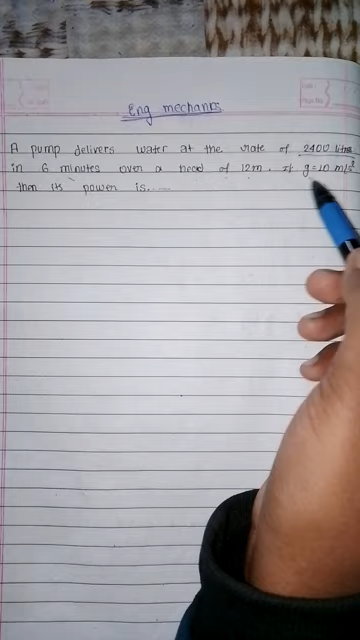 Eng mechanics
A pump delivers water at the rate of 2400 litres
in 6 minutes over a head of 12m. If g=10 m/s²
then its power is.....